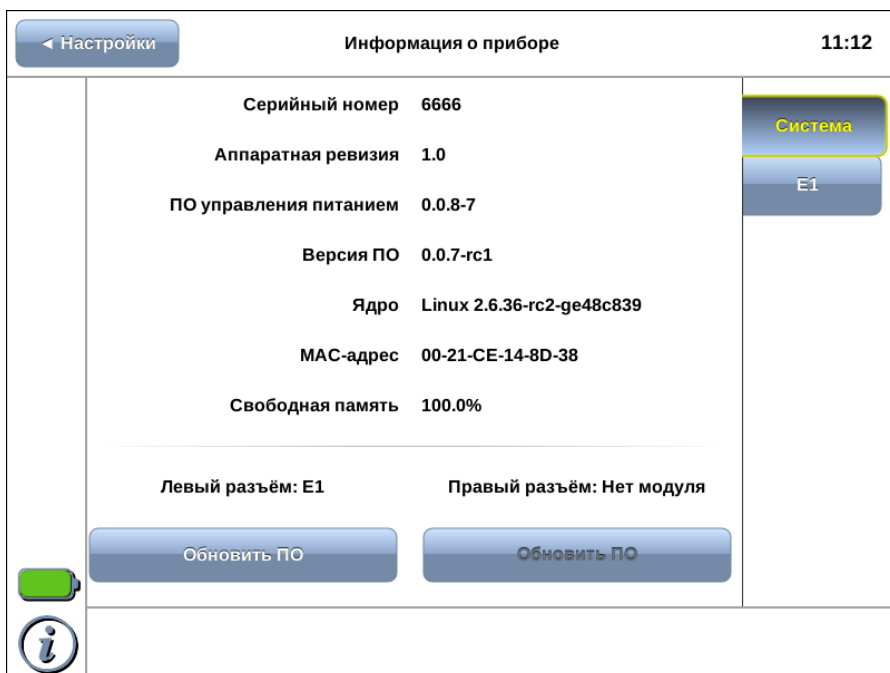 ◄ Настройки
Информация о приборе
11:12
Серийный номер 6666
Система
Аппаратная ревизия 1.0
E1
ПО управления питанием 0.0.8-7
Версия ПО 0.0.7-rc1
Ядро Linux 2.6.36-rc2-ge48c839
MAC-адрес 00-21-CE-14-8D-38
Свободная память 100.0%
Левый разъём: E1
Правый разъём: Нет модуля
Обновить ПО
Обновить ПО
i